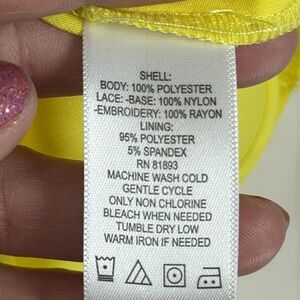 SHELL:
BODY: 100% POLYESTER
LACE: -BASE: 100% NYLON
-EMBROIDERY: 100% RAYON
LINING:
95% POLYESTER
5% SPANDEX
RN 81893
MACHINE WASH COLD
GENTLE CYCLE
ONLY NON CHLORINE
BLEACH WHEN NEEDED
TUMBLE DRY LOW
WARM IRON IF NEEDED